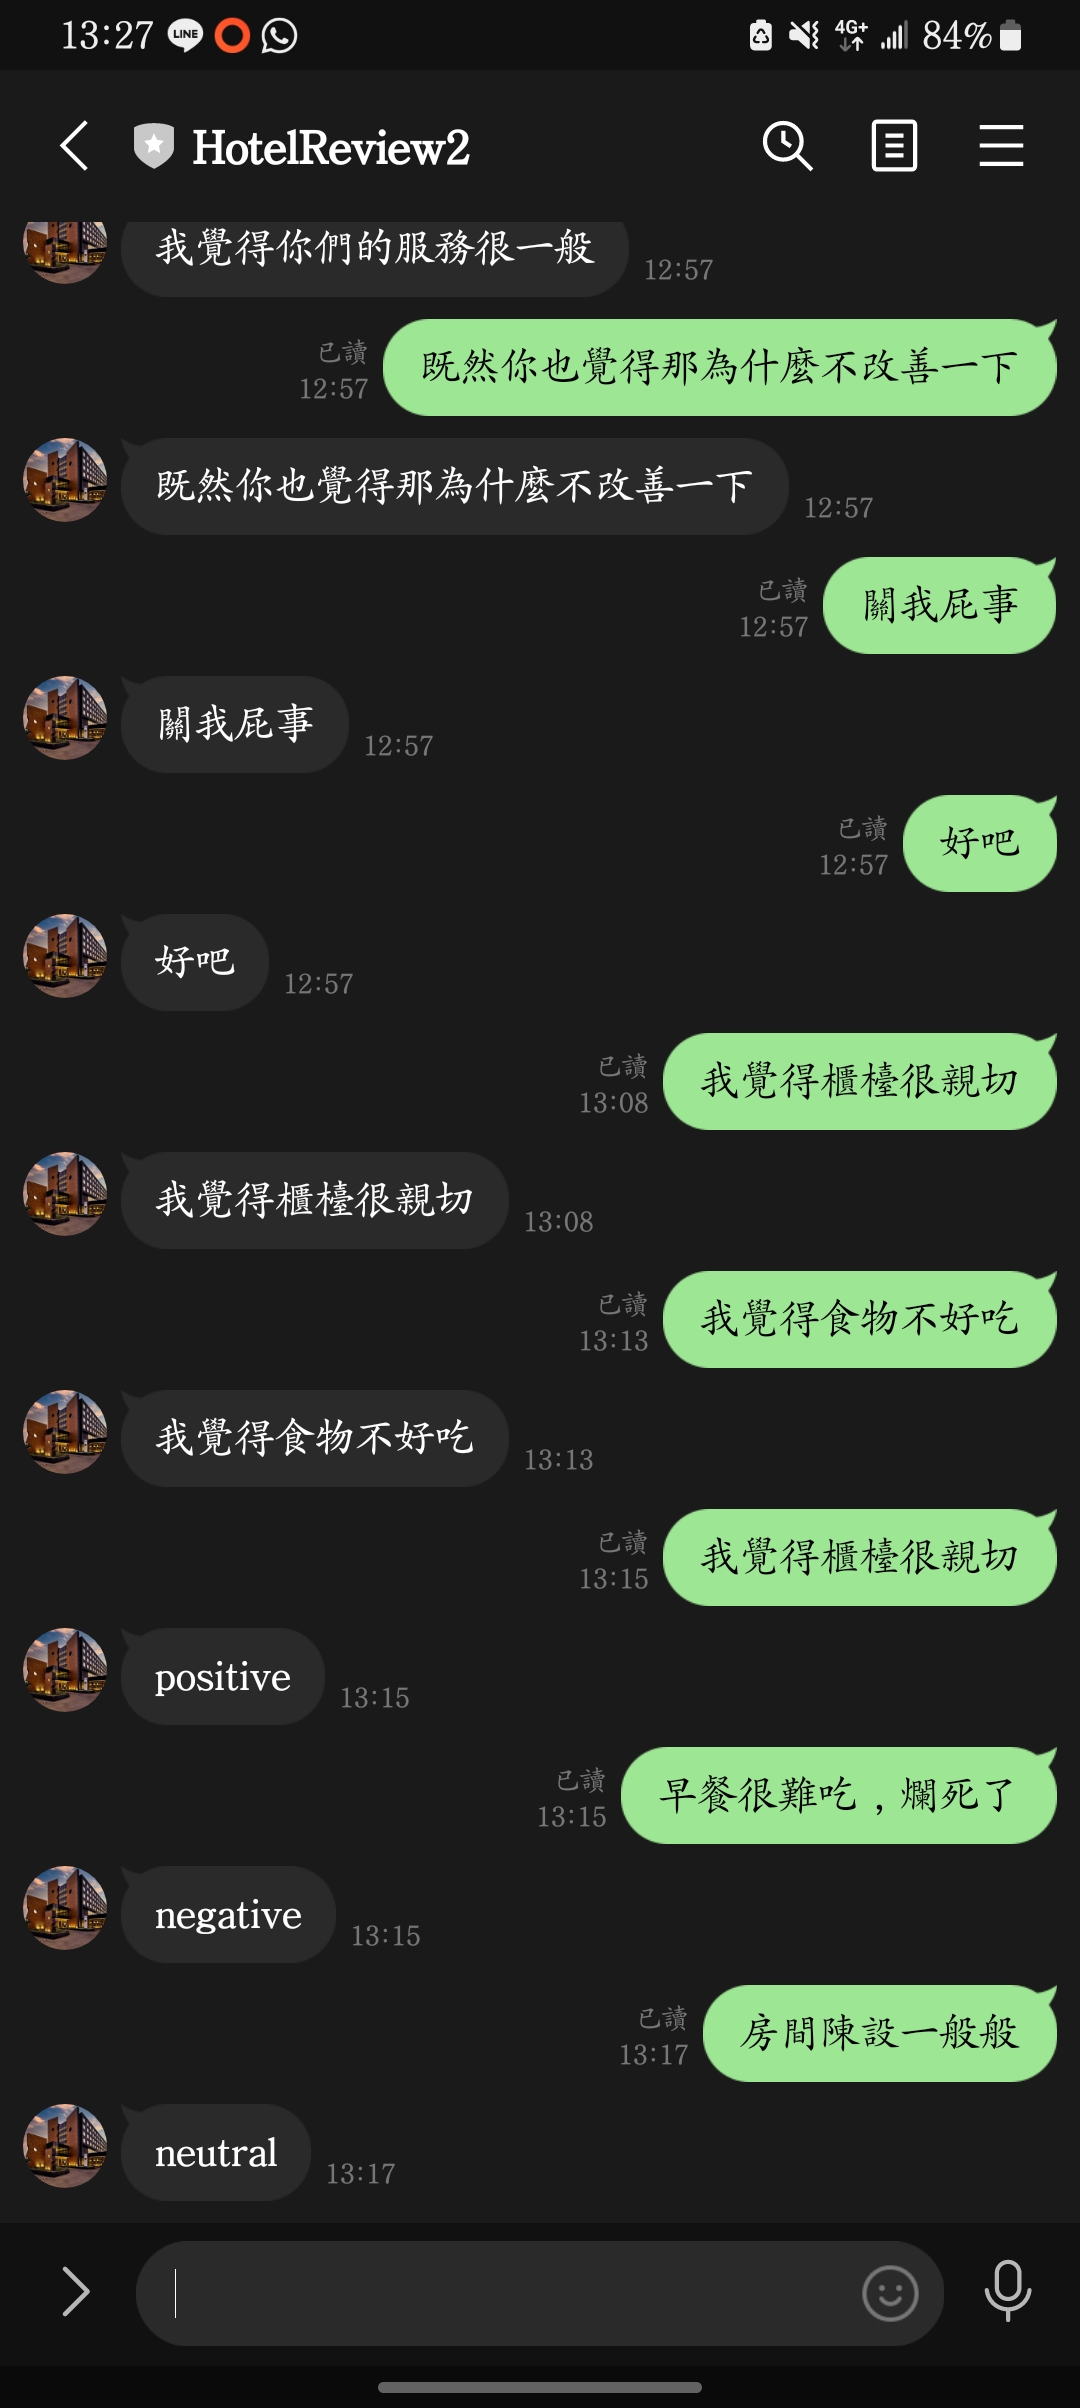 13:27 LINE 4G+ 84%
HotelReview2
我覺得你們的服務很一般
12:57
已讀
12:57
既然你也覺得那為什麼不改善一下
既然你也覺得那為什麼不改善一下
12:57
已讀
12:57
關我屁事
關我屁事
12:57
已讀
12:57
好吧
好吧
12:57
已讀
13:08
我覺得櫃檯很親切
我覺得櫃檯很親切
13:08
已讀
13:13
我覺得食物不好吃
我覺得食物不好吃
13:13
已讀
13:15
我覺得櫃檯很親切
positive
13:15
已讀
13:15
早餐很難吃，爛死了
negative
13:15
已讀
13:17
房間陳設一般般
neutral
13:17